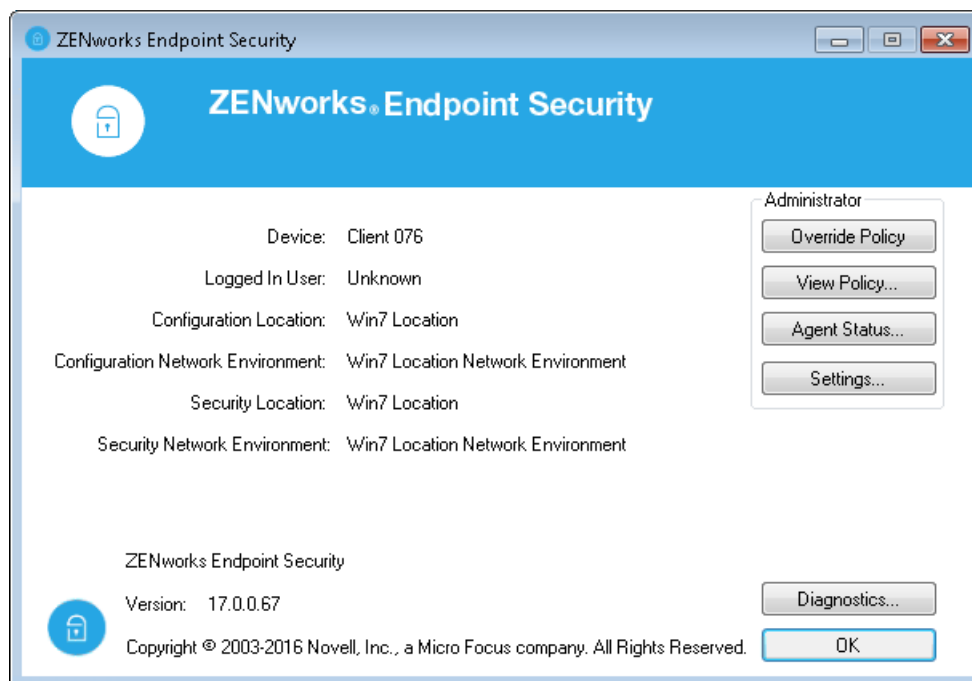 ZENworks Endpoint Security
ZENworks® Endpoint Security
Administrator
Device: Client 076
Override Policy
Logged In User: Unknown
View Policy...
Configuration Location: Win7 Location
Agent Status...
Configuration Network Environment: Win7 Location Network Environment
Settings...
Security Location: Win7 Location
Security Network Environment: Win7 Location Network Environment
ZENworks Endpoint Security
Version: 17.0.0.67
Diagnostics...
Copyright © 2003-2016 Novell, Inc., a Micro Focus company. All Rights Reserved.
OK